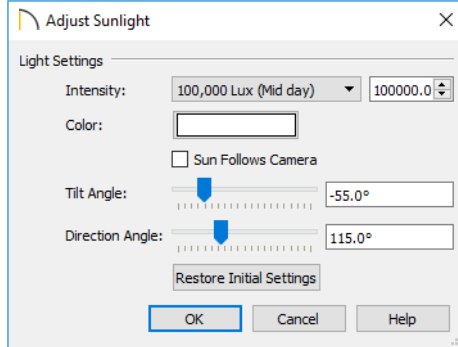 Adjust Sunlight
Light Settings
Intensity: 100,000 Lux (Mid day) 100000.0
Color:
Sun Follows Camera
Tilt Angle: -55.0°
Direction Angle: 115.0°
Restore Initial Settings
OK Cancel Help